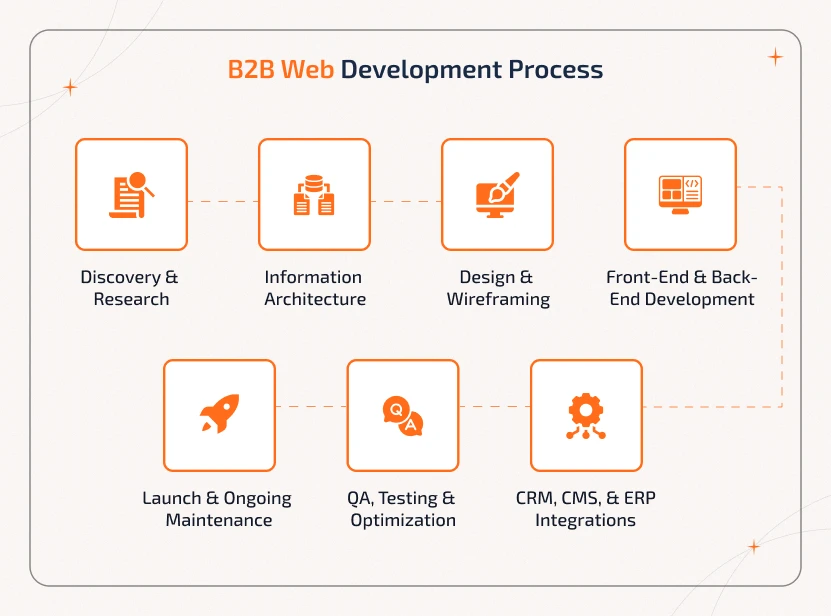 B2B Web Development Process
Discovery &
Research
Information
Architecture
Design &
Wireframing
Front-End & Back-
End Development
Launch & Ongoing
Maintenance
Q
A
QA, Testing &
Optimization
CRM, CMS, & ERP
Integrations